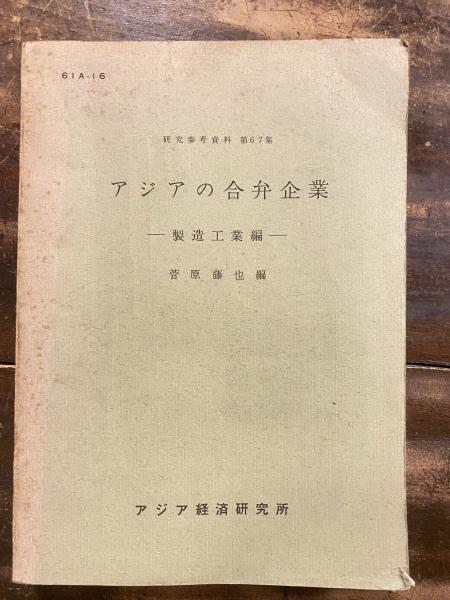 61A-16
研究参考資料 第67集
アジアの合弁企業
―製造工業編―
菅原藤也編
アジア経済研究所